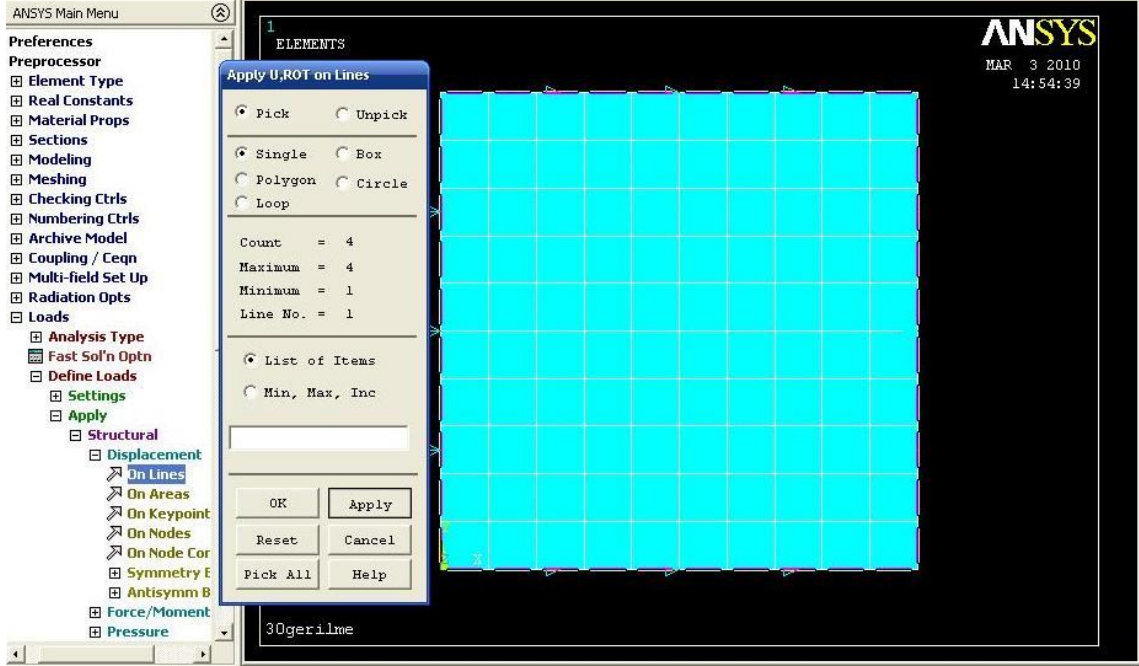 ANSYS Main Menu
Preferences
Preprocessor
Element Type
Real Constants
Material Props
Sections
Modeling
Meshing
Checking Ctrls
Numbering Ctrls
Archive Model
Coupling / Ceqn
Multi-field Set Up
Radiation Opts
Loads
Analysis Type
Fast Sol'n Optn
Define Loads
Settings
Apply
Structural
Displacement
On Lines
On Areas
On Keypoint
On Nodes
On Node Cor
Symmetry B
Antisymm B
Force/Moment
Pressure
Apply U,ROT on Lines
Pick Unpick
Single Box
Polygon Circle
Loop
Count = 4
Maximum = 4
Minimum = 1
Line No. = 1
List of Items
Min, Max, Inc
OK Apply
Reset Cancel
Pick All Help
1
ELEMENTS
ANSYS
MAR 3 2010
14:54:39
Y
Z X
3Ogerilme